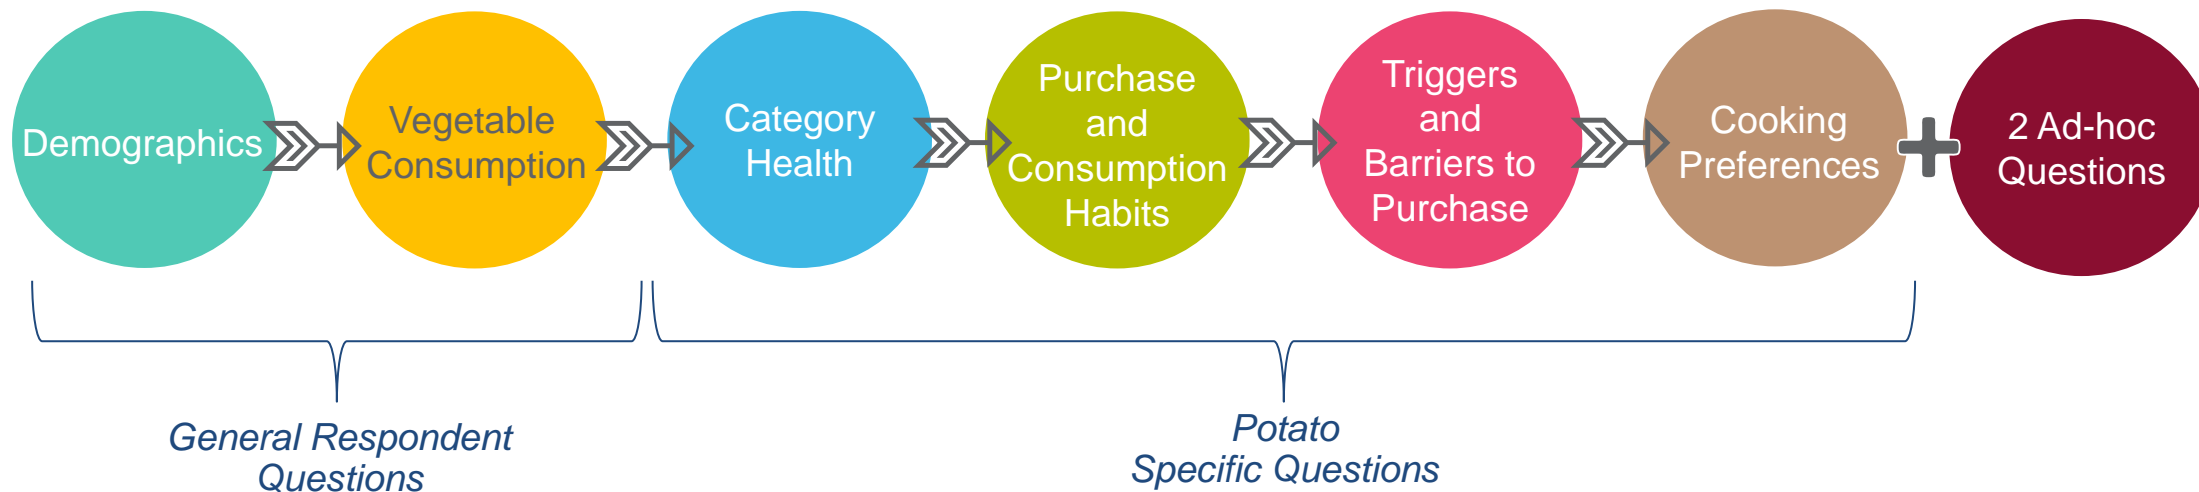 Demographics
Vegetable
Consumption
Category
Health
Purchase
and
Consumption
Habits
Triggers
and
Barriers to
Purchase
Cooking
Preferences
2 Ad-hoc
Questions
General Respondent
Questions
Potato
Specific Questions